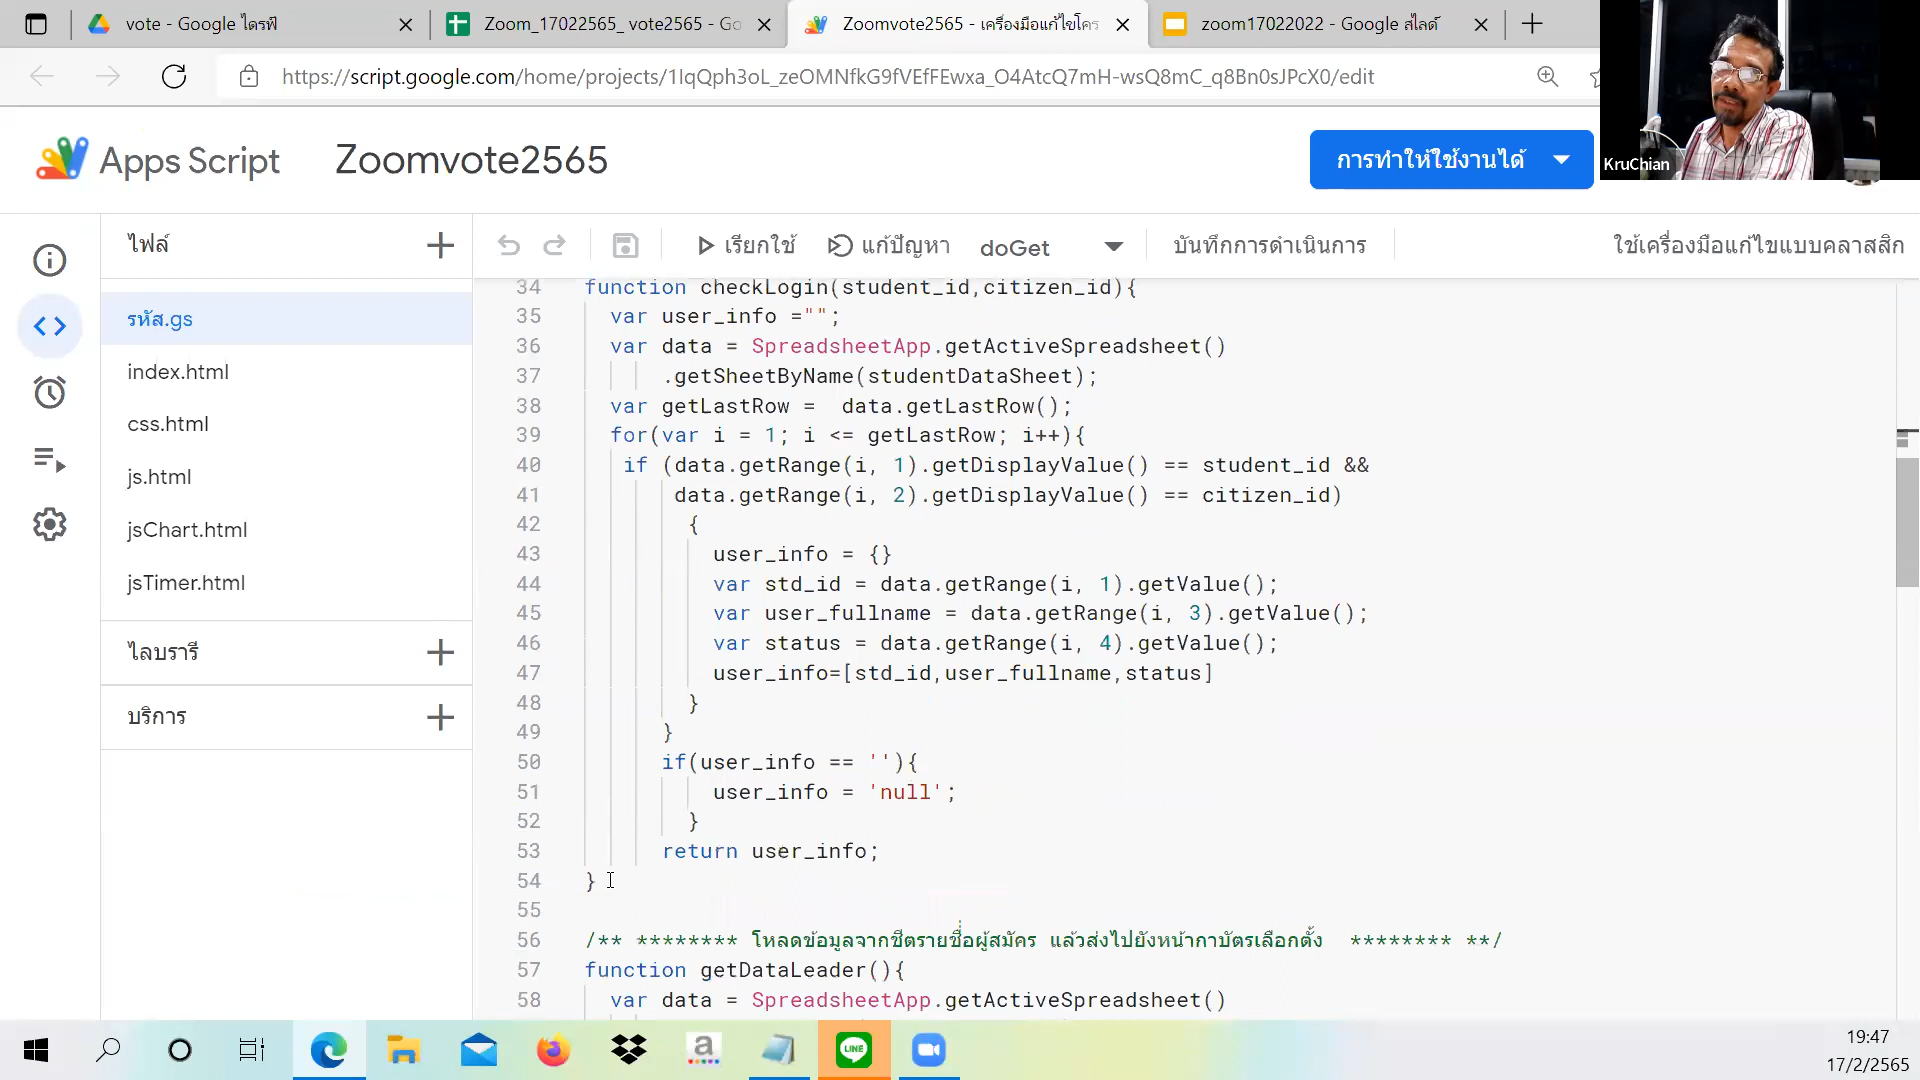 vote - Google ไดรฟ์
Zoom_17022565_ vote2565 - Go
Zoomvote2565 - เครื่องมือแก้ไขโคร
zoom17022022 - Google สไลด์
https://script.google.com/home/projects/1IqQph3oL_zeOMNfkG9fVEfFEwxa_O4AtcQ7mH-wsQ8mC_q8Bn0sJPcX0/edit
Apps Script
Zoomvote2565
การทำให้ใช้งานได้
KruChian
ไฟล์
เรียกใช้
แก้ปัญหา
doGet
บันทึกการดำเนินการ
ใช้เครื่องมือแก้ไขแบบคลาสสิก
รหัส.gs
index.html
css.html
js.html
jsChart.html
jsTimer.html
ไลบรารี
บริการ
34 function checkLogin(student_id,citizen_id){
35 var user_info ="";
36 var data = SpreadsheetApp.getActiveSpreadsheet()
37 .getSheetByName(studentDataSheet);
38 var getLastRow = data.getLastRow();
39 for(var i = 1; i <= getLastRow; i++){
40 if (data.getRange(i, 1).getDisplayValue() == student_id &&
41 data.getRange(i, 2).getDisplayValue() == citizen_id)
42 {
43 user_info = {}
44 var std_id = data.getRange(i, 1).getValue();
45 var user_fullname = data.getRange(i, 3).getValue();
46 var status = data.getRange(i, 4).getValue();
47 user_info=[std_id,user_fullname,status]
48 }
49 }
50 if(user_info == ''){
51 user_info = 'null';
52 }
53 return user_info;
54 }
55
56 /** ******** โหลดข้อมูลจากชีตรายชื่อผู้สมัคร แล้วส่งไปยังหน้ากาบัตรเลือกตั้ง ******** **/
57 function getDataLeader(){
58 var data = SpreadsheetApp.getActiveSpreadsheet()
a
LINE
19:47
17/2/2565